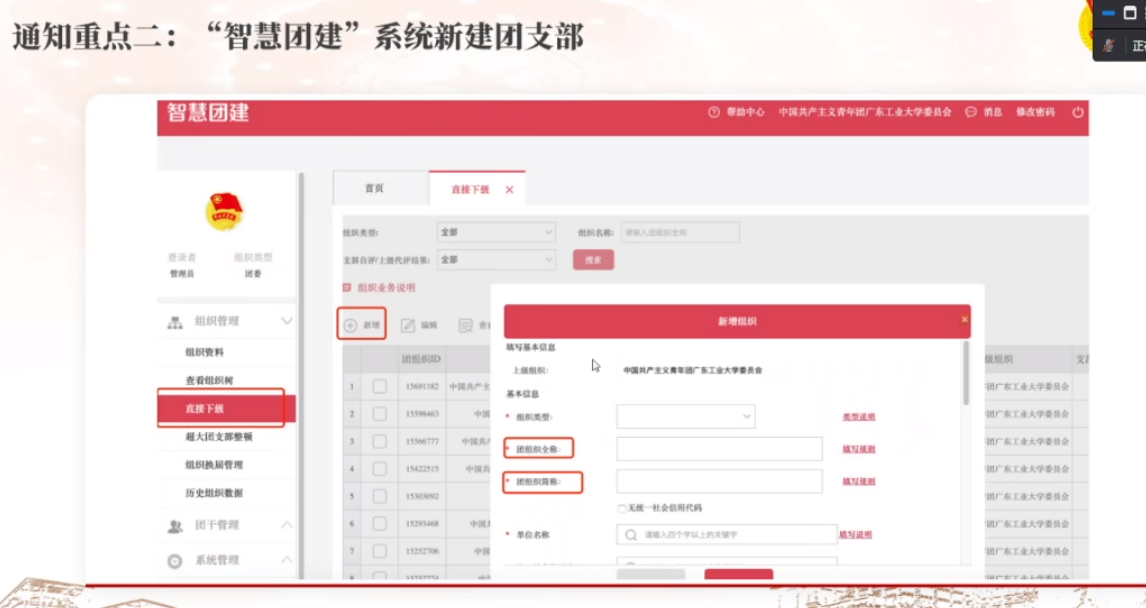 通知重点二：“智慧团建”系统新建团支部
正在
智慧团建
帮助中心 中国共产主义青年团广东工业大学委员会 消息 修改密码
首页 直接下级
登录者 组织类型
管理员 团委
组织类型: 全部 组织名称: 请输入团组织全称
支部自评/上级代评结果: 全部 搜索
组织业务说明
新增 编辑 查
组织管理
组织资料
查看组织树
直接下级
超大团支部整顿
组织换届管理
历史组织数据
团干管理
系统管理
团组织ID 级组织
1 15691182 中国共产主 团广东工业大学委员会
2 15598463 中国 团广东工业大学委员会
3 15566777 中国共产 团广东工业大学委员会
4 15422515 中国共 团广东工业大学委员会
5 15303092 团广东工业大学委员会
6 15293468 中国共 团广东工业大学委员会
7 15252706 中国 团广东工业大学委员会
8 15252724 中国 团广东工业大学委员会
新增组织
填写基本信息
上级组织: 中国共产主义青年团广东工业大学委员会
基本信息
* 组织类型: 类型说明
* 团组织全称: 填写规则
* 团组织简称: 填写规则
无统一社会信用代码
* 单位名称 请输入四个字以上的关键字 填写说明